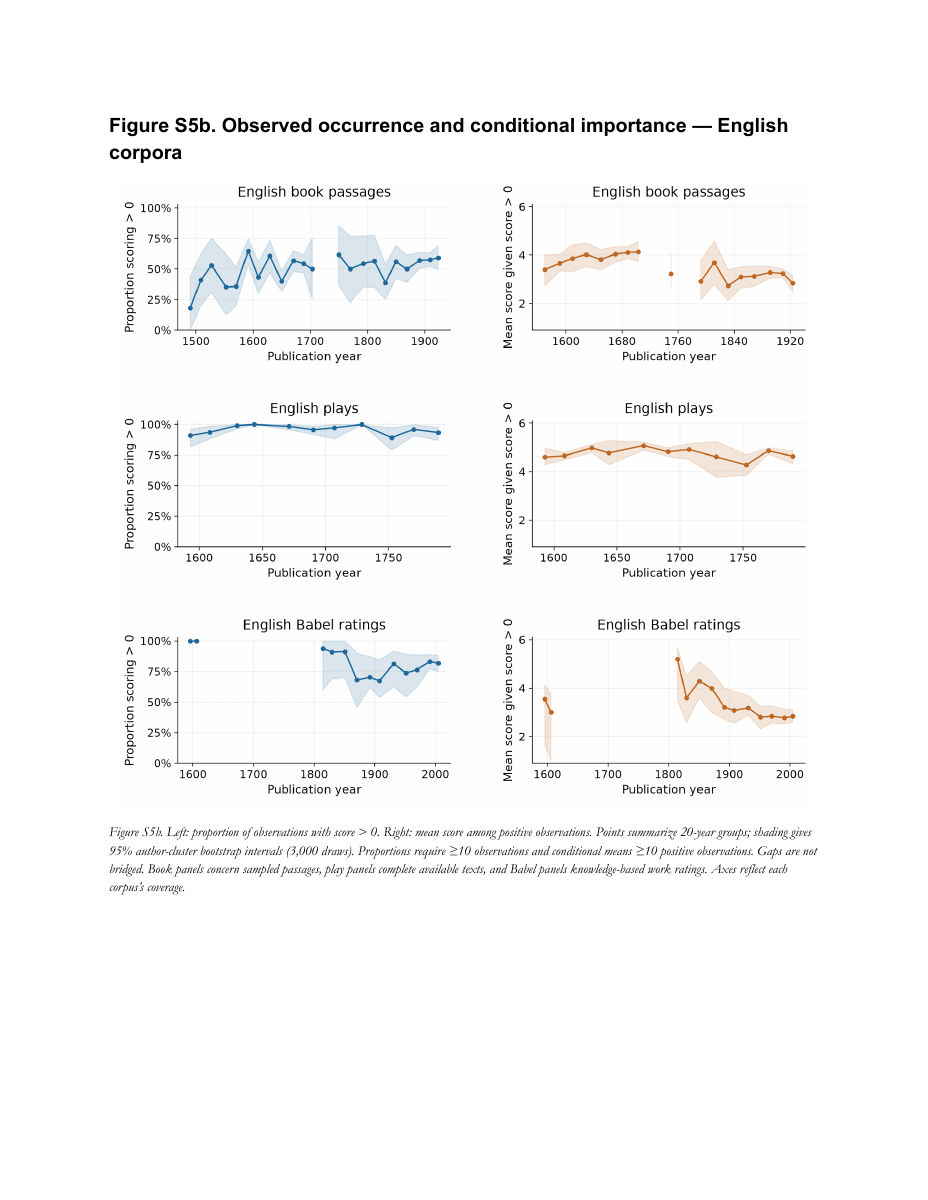 Figure S5b. Observed occurrence and conditional importance — English
corpora
English book passages
Proportion scoring > 0
100%
75%
50%
25%
0%
1500 1600 1700 1800 1900
Publication year
English book passages
Mean score given score > 0
6
4
2
1600 1680 1760 1840 1920
Publication year
English plays
Proportion scoring > 0
100%
75%
50%
25%
0%
1600 1650 1700 1750
Publication year
English plays
Mean score given score > 0
6
4
2
1600 1650 1700 1750
Publication year
English Babel ratings
Proportion scoring > 0
100%
75%
50%
25%
0%
1600 1700 1800 1900 2000
Publication year
English Babel ratings
Mean score given score > 0
6
4
2
1600 1700 1800 1900 2000
Publication year
Figure S5b. Left: proportion of observations with score > 0. Right: mean score among positive observations. Points summarize 20-year groups; shading gives
95% author-cluster bootstrap intervals (3,000 draws). Proportions require ≥10 observations and conditional means ≥10 positive observations. Gaps are not
bridged. Book panels concern sampled passages, play panels complete available texts, and Babel panels knowledge-based work ratings. Axes reflect each
corpus's coverage.